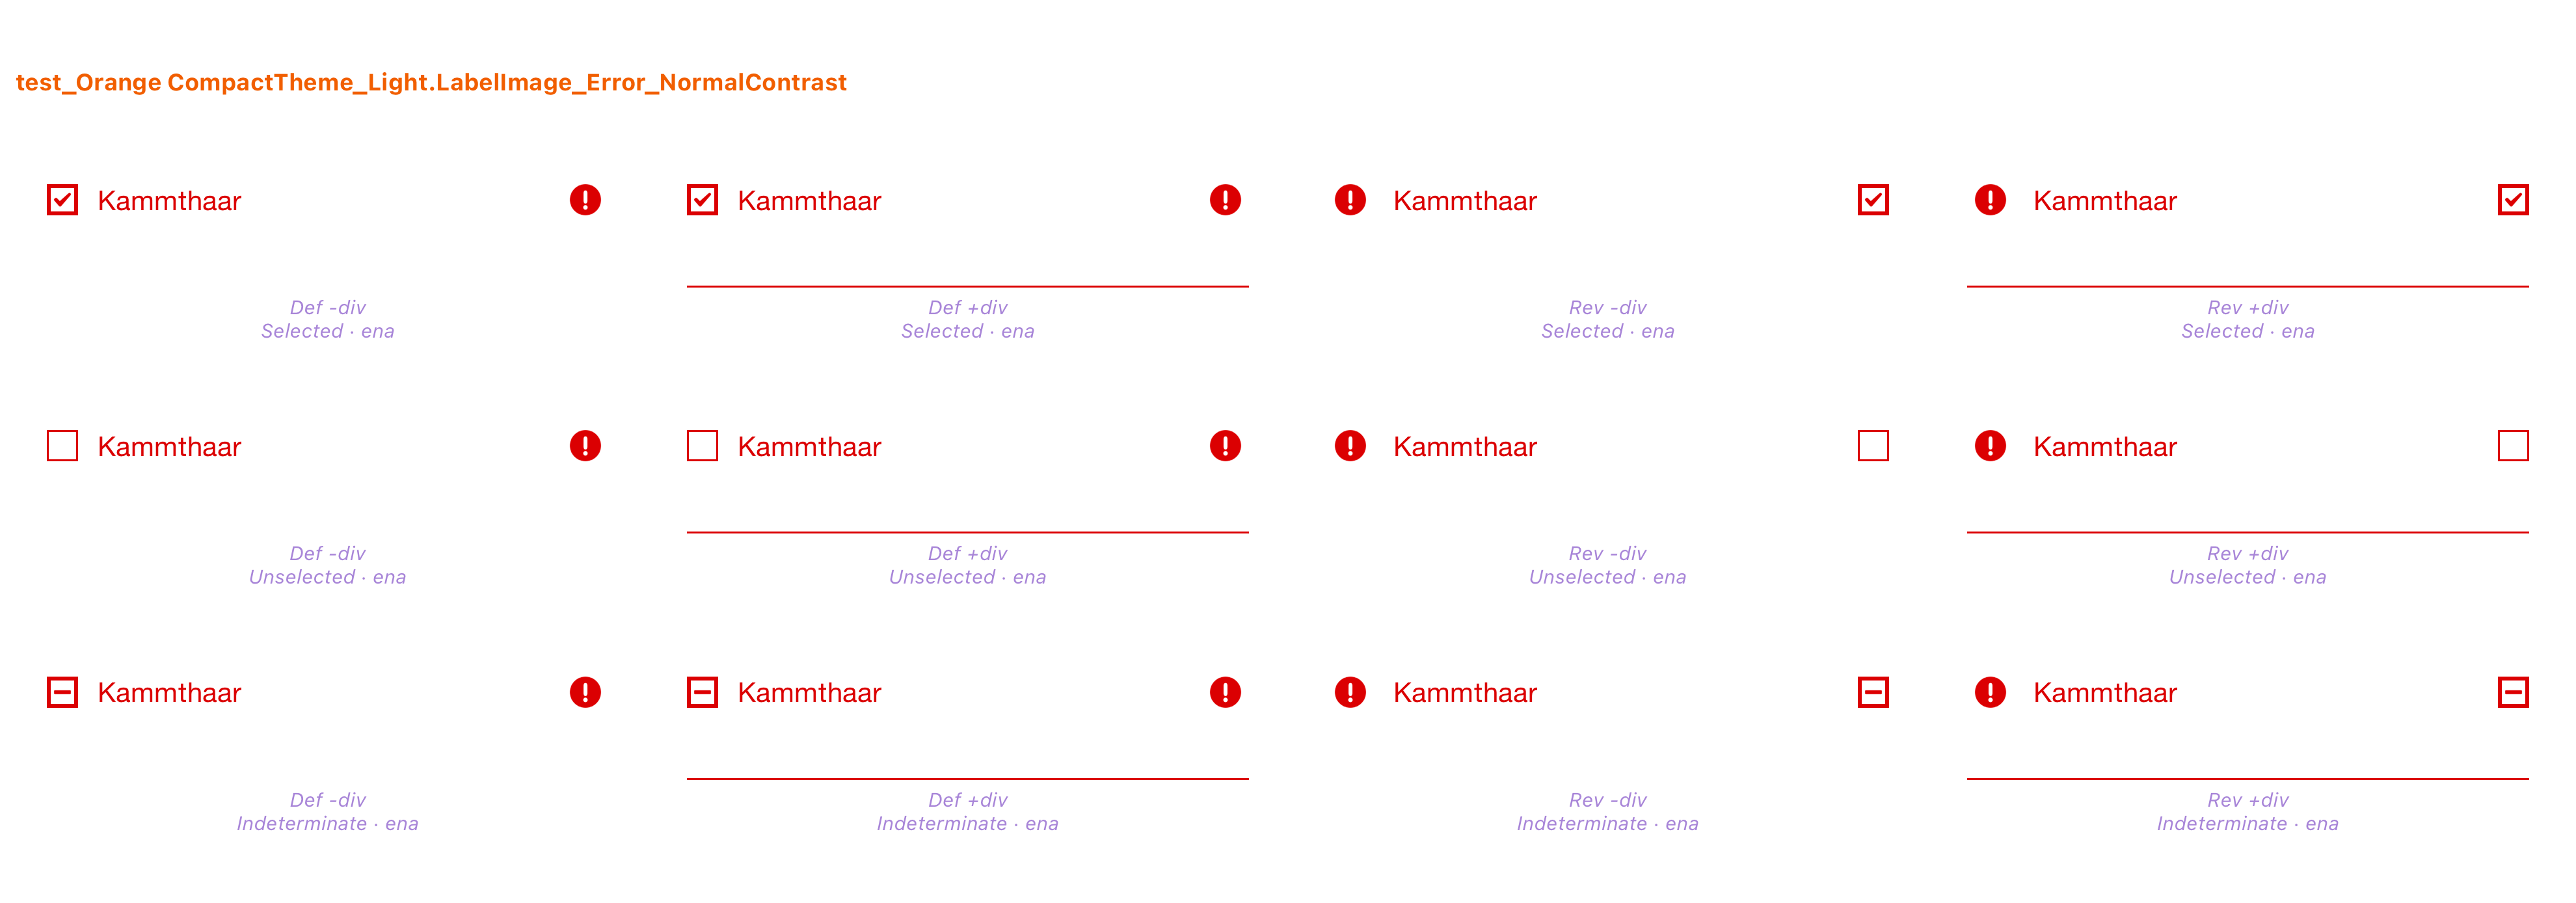 test_Orange CompactTheme_Light.LabelImage_Error_NormalContrast
Kammthaar
Kammthaar
Kammthaar
Kammthaar
Def -div
Selected · ena
Def +div
Selected · ena
Rev -div
Selected · ena
Rev +div
Selected · ena
Kammthaar
Kammthaar
Kammthaar
Kammthaar
Def -div
Unselected · ena
Def +div
Unselected · ena
Rev -div
Unselected · ena
Rev +div
Unselected · ena
Kammthaar
Kammthaar
Kammthaar
Kammthaar
Def -div
Indeterminate · ena
Def +div
Indeterminate · ena
Rev -div
Indeterminate · ena
Rev +div
Indeterminate · ena